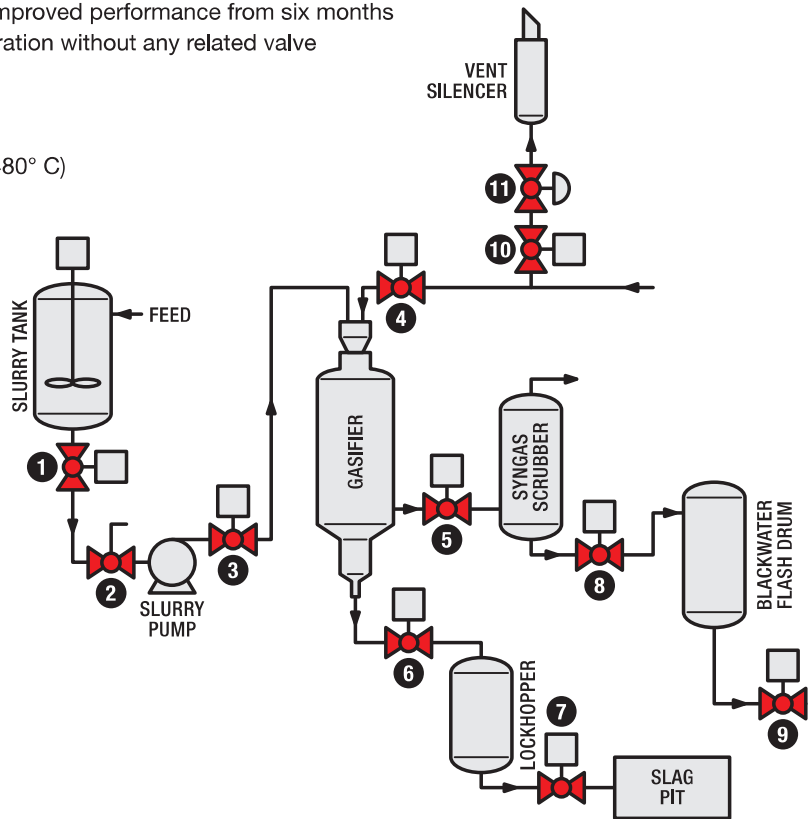 mproved performance from six months
ration without any related valve
80° C)
VENT
SILENCER
11
10
4
FEED
SLURRY TANK
1
2
3
SLURRY
PUMP
GASIFIER
5
SYNGAS
SCRUBBER
8
BLACKWATER
FLASH DRUM
6
LOCKHOPPER
7
9
SLAG
PIT